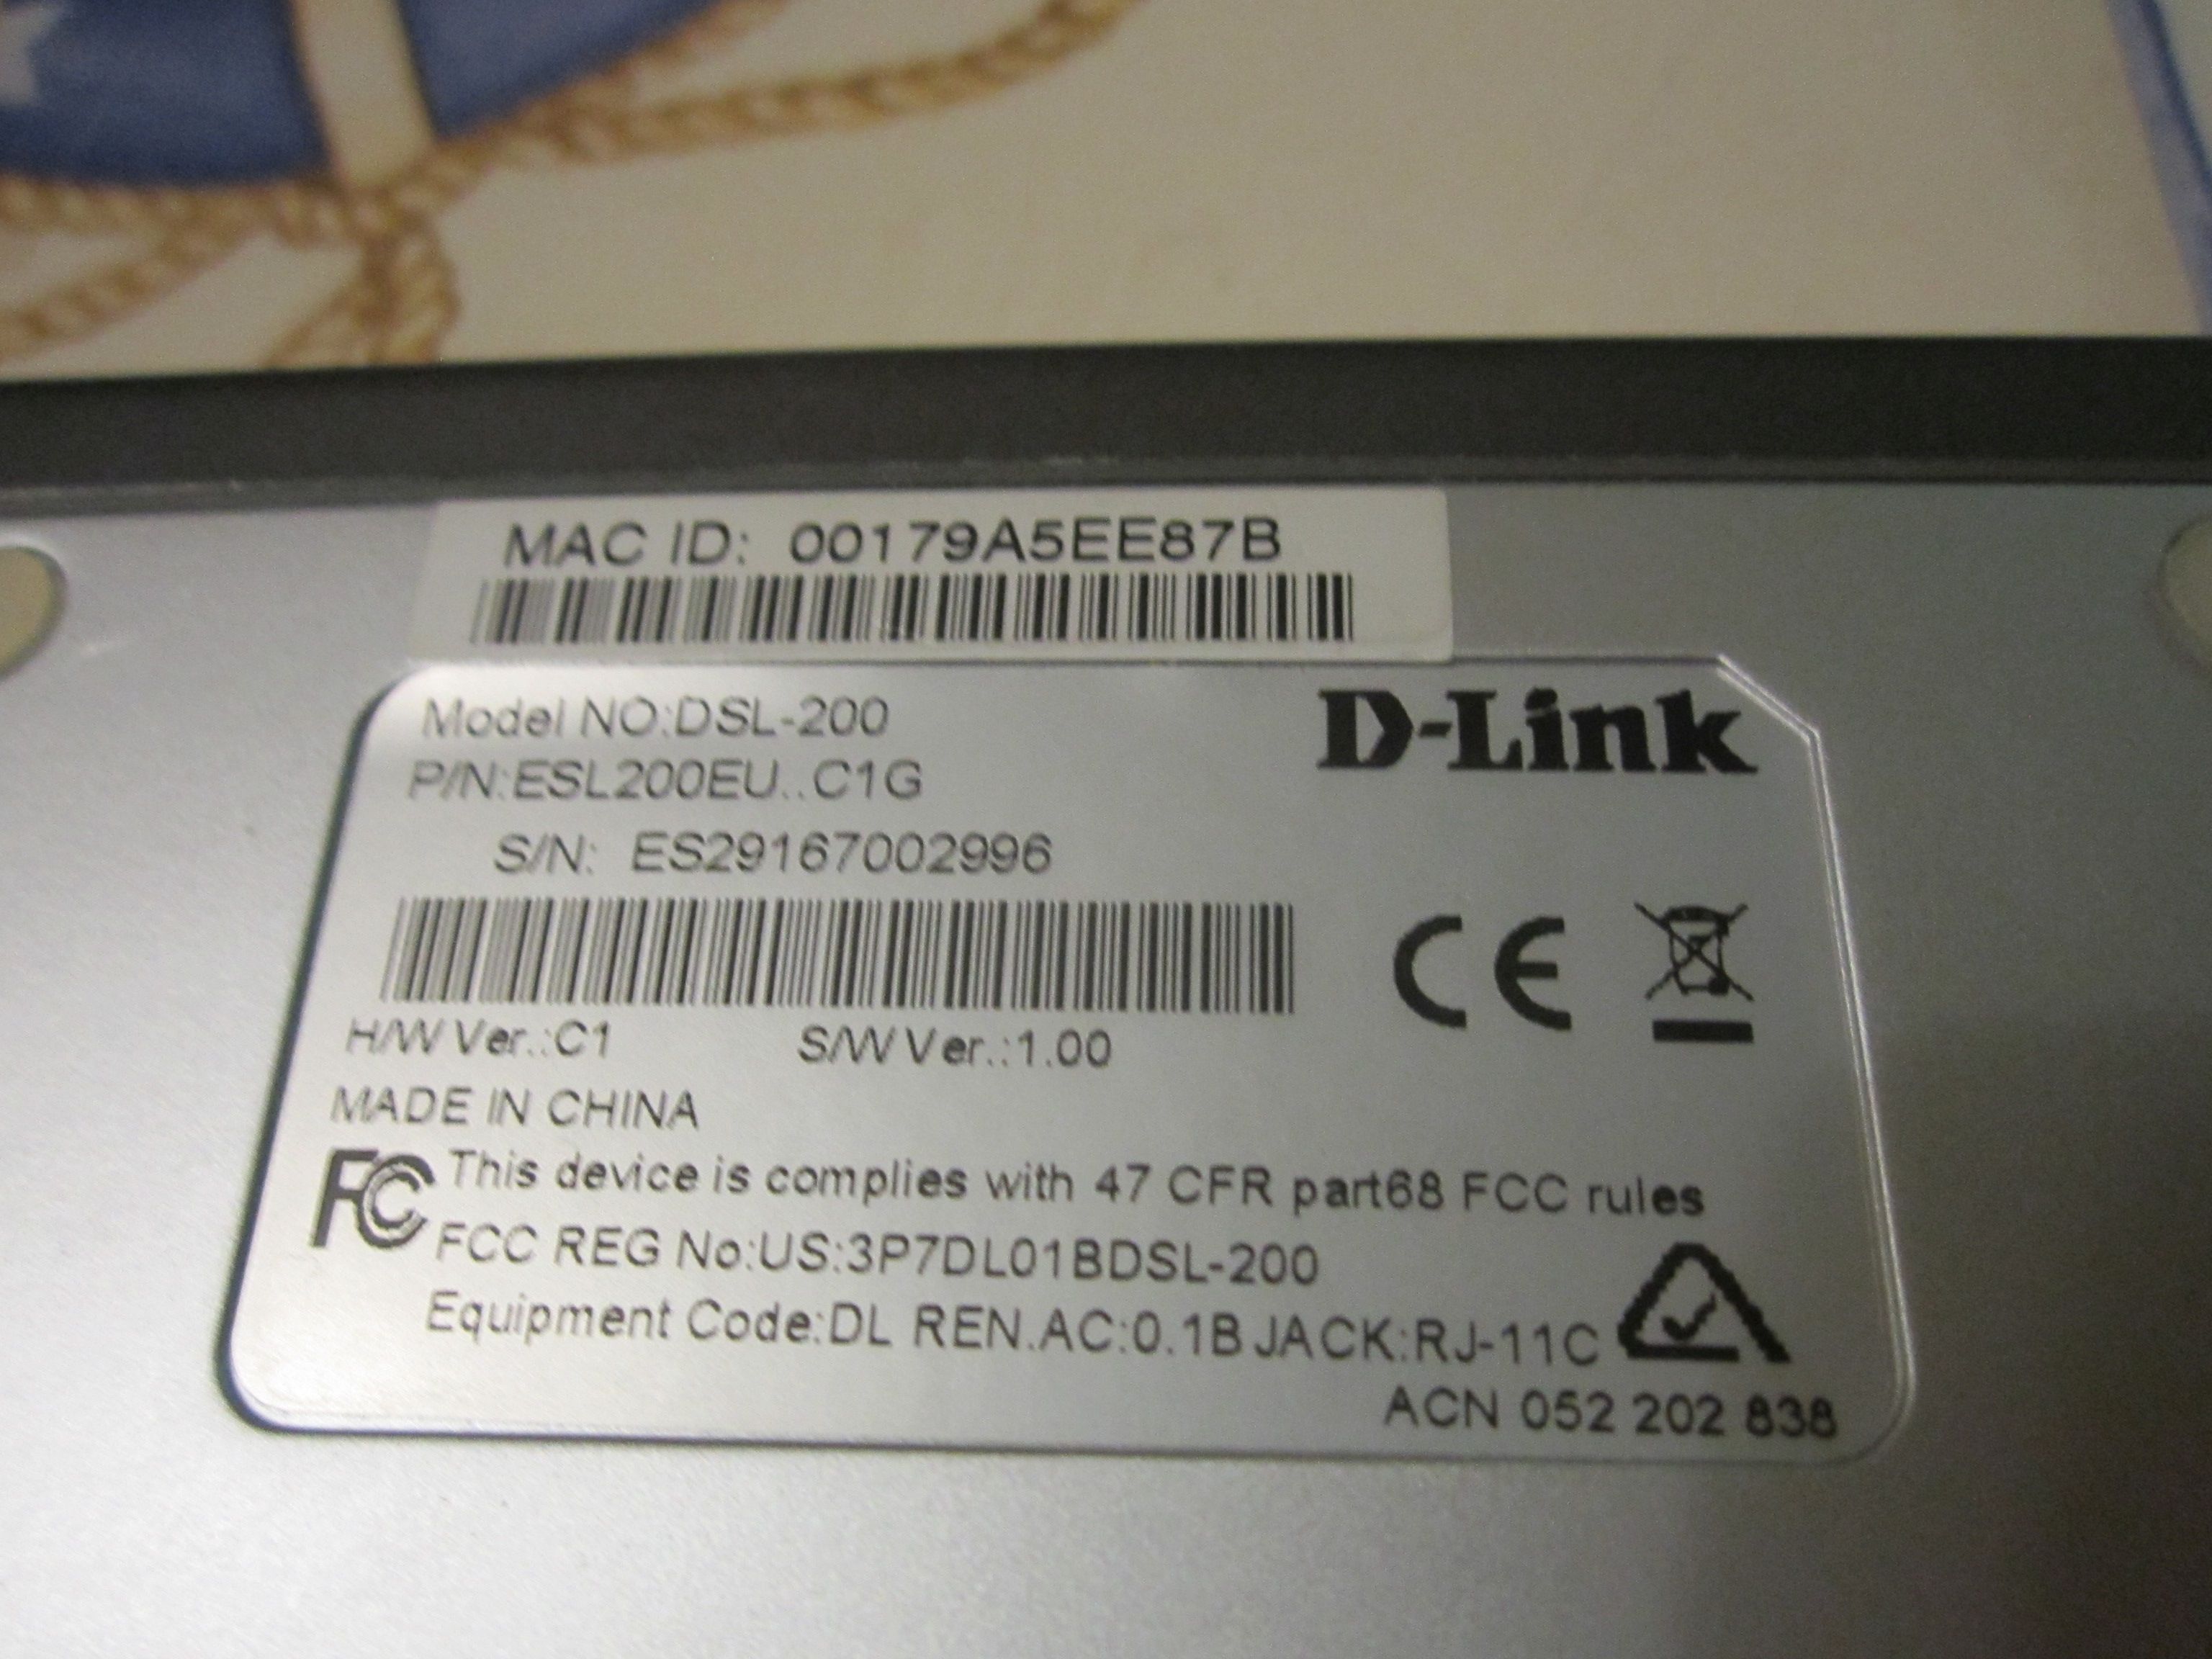 MAC ID: 00179A5EE87B
Model NO:DSL-200
D-Link
P/N:ESL200EU..C1G
S/N: ES29167002996
CE
H/W Ver.:C1 S/W Ver.:1.00
MADE IN CHINA
FC This device is complies with 47 CFR part68 FCC rules
FCC REG No:US:3P7DL01BDSL-200
Equipment Code:DL REN.AC:0.1B JACK:RJ-11C
ACN 052 202 838